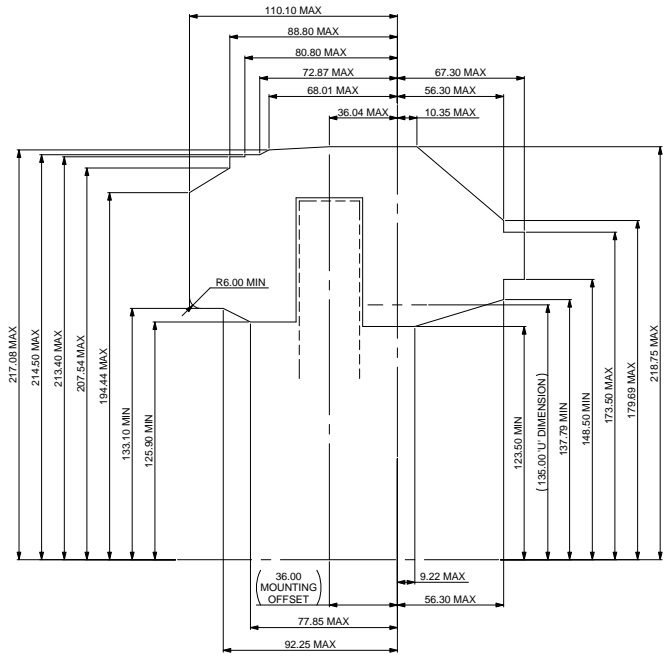 110.10 MAX
88.80 MAX
80.80 MAX
72.87 MAX
67.30 MAX
68.01 MAX
56.30 MAX
36.04 MAX
10.35 MAX
R6.00 MIN
217.08 MAX
214.50 MAX
213.40 MAX
207.54 MAX
194.44 MAX
133.10 MIN
125.90 MIN
123.50 MIN
(135.00 'U' DIMENSION)
137.79 MIN
148.50 MIN
173.50 MAX
179.69 MAX
218.75 MAX
(36.00
MOUNTING
OFFSET)
9.22 MAX
56.30 MAX
77.85 MAX
92.25 MAX